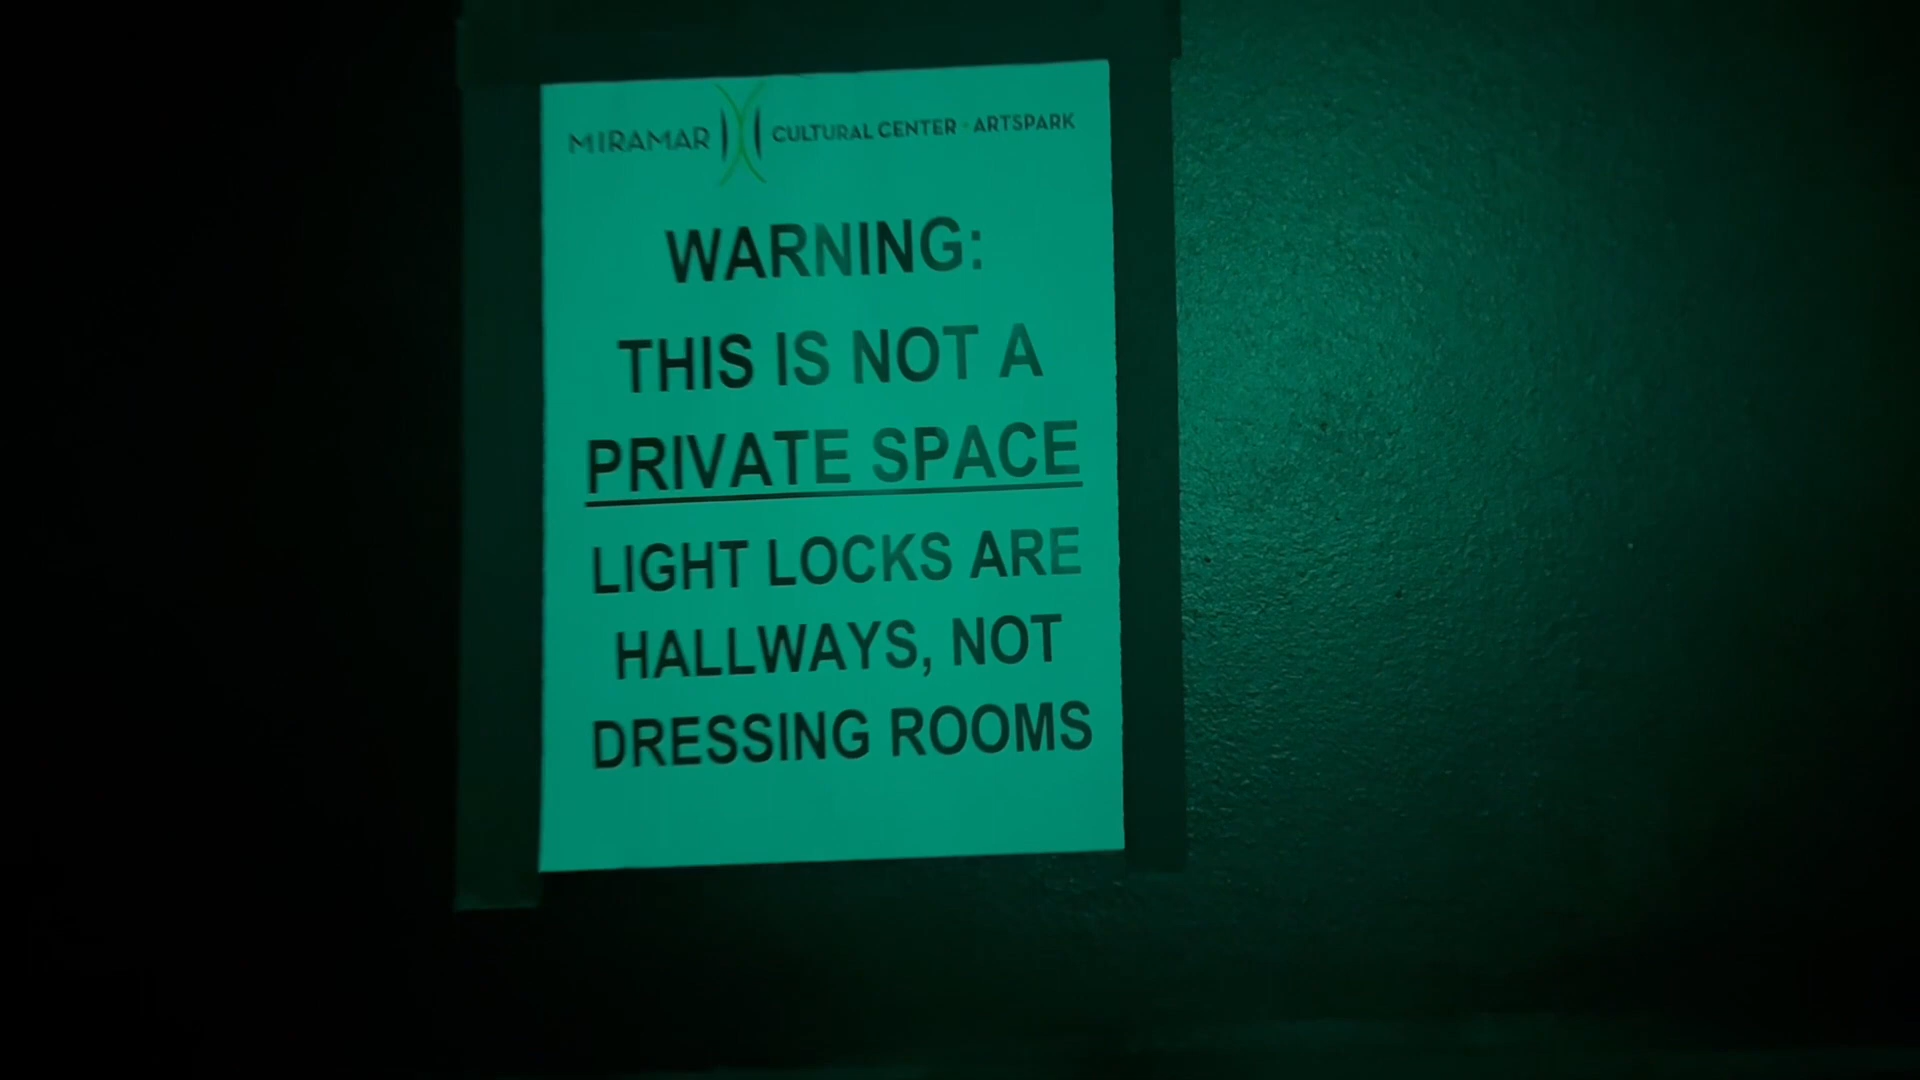 MIRAMAR CULTURAL CENTER · ARTSPARK
WARNING:
THIS IS NOT A
PRIVATE SPACE
LIGHT LOCKS ARE
HALLWAYS, NOT
DRESSING ROOMS